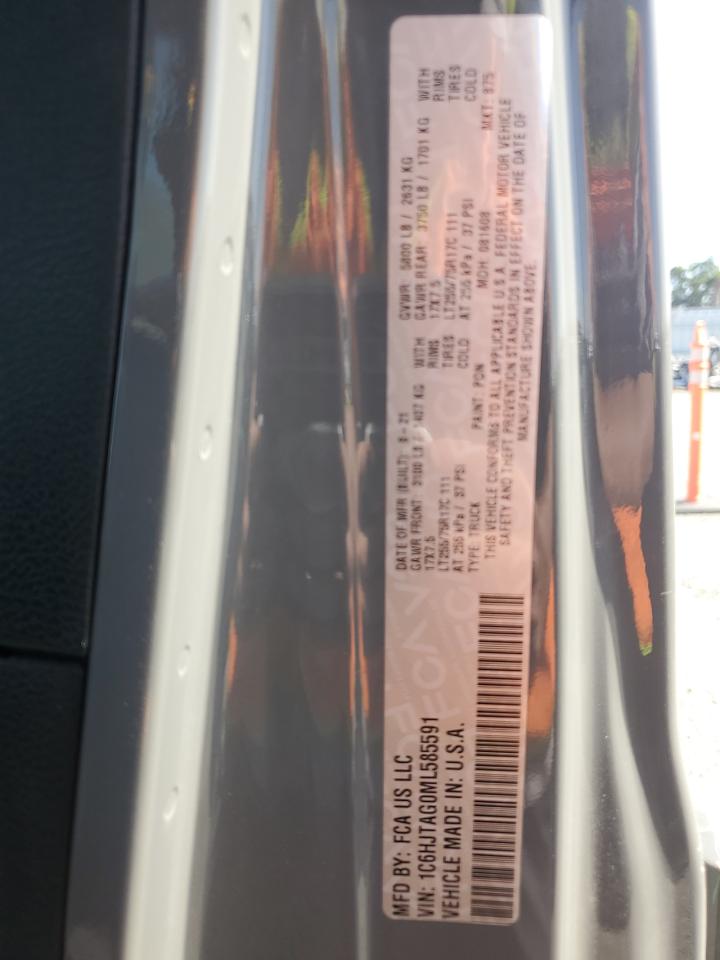 MFD BY: FCA US LLC
VIN: 1C6HJTAG0ML585591
VEHICLE MADE IN: U.S.A.
DATE OF MFR (BUILT): 8-21
GAWR FRONT 3100 LB / 1407 KG WITH
17X7.5 RIMS
LT255/75R17C 111 TIRES
AT 255 kPa / 37 PSI COLD
TYPE: TRUCK PAINT: PDN
GVWR: 5800 LB / 2631 KG
GAWR REAR 3750 LB / 1701 KG WITH
17X7.5 RIMS
LT255/75R17C 111 TIRES
AT 255 kPa / 37 PSI COLD
MDH: 081608 MKT: 875
THIS VEHICLE CONFORMS TO ALL APPLICABLE U.S.A. FEDERAL MOTOR VEHICLE
SAFETY AND THEFT PREVENTION STANDARDS IN EFFECT ON THE DATE OF
MANUFACTURE SHOWN ABOVE.